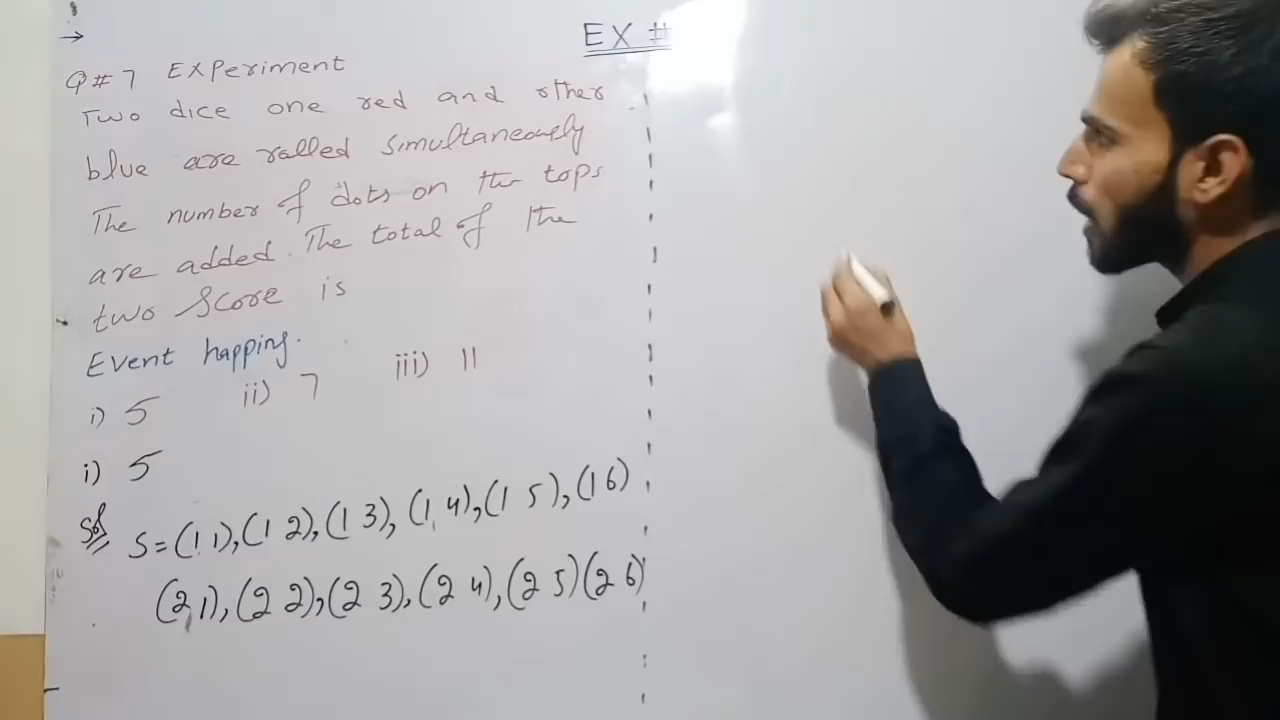 EX #
Q#7 Experiment
Two dice one red and other
blue are ralled simultaneously
The number of dots on the tops
are added. The total of the
two Score is
Event happing.
i) 5 ii) 7 iii) 11
i) 5
Sol
S=(1,1),(1 2),(1 3),(1,4),(1 5),(1 6)
(2,1),(2 2),(2 3),(2 4),(2 5)(2 6)